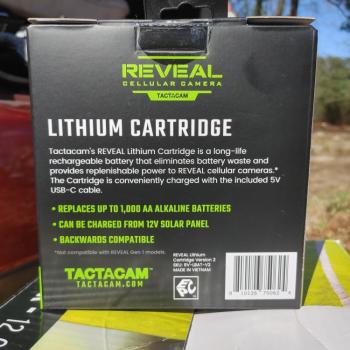 REVEAL
CELLULAR CAMERA
TACTACAM
LITHIUM CARTRIDGE
Tactacam's REVEAL Lithium Cartridge is a long-life
rechargeable battery that eliminates battery waste and
provides replenishable power to REVEAL cellular cameras.*
The Cartridge is conveniently charged with the included 5V
USB-C cable.
• REPLACES UP TO 1,000 AA ALKALINE BATTERIES
• CAN BE CHARGED FROM 12V SOLAR PANEL
• BACKWARDS COMPATIBLE
*Not compatible with REVEAL Gen 1 models.
TACTACAM™
TACTACAM.COM
REVEAL Lithium
Cartridge Version 2
MADE IN VIETNAM